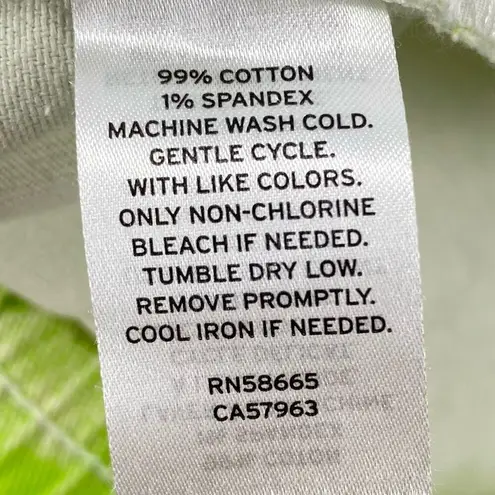 99% COTTON
1% SPANDEX
MACHINE WASH COLD.
GENTLE CYCLE.
WITH LIKE COLORS.
ONLY NON-CHLORINE
BLEACH IF NEEDED.
TUMBLE DRY LOW.
REMOVE PROMPTLY.
COOL IRON IF NEEDED.
RN58665
CA57963